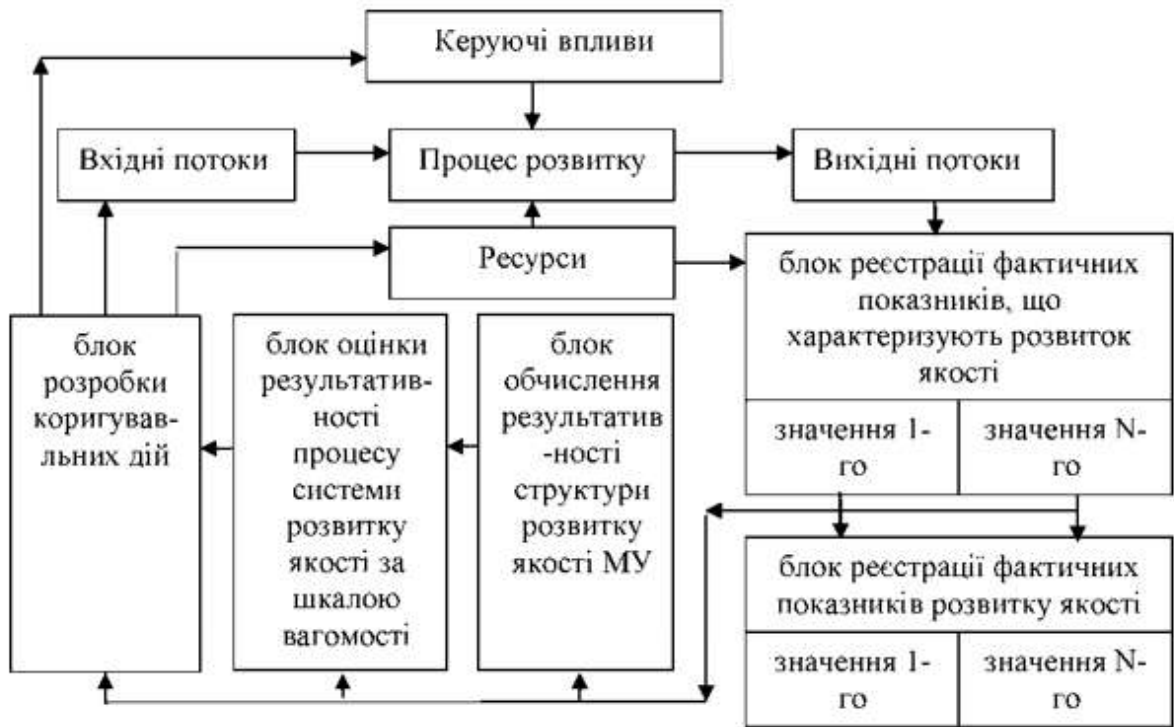 Керуючі впливи
Вхідні потоки
Процес розвитку
Вихідні потоки
Ресурси
блок реєстрації фактичних
показників, що
характеризують розвиток
якості
значення 1-
го
значення N-
го
блок
розробки
коригував-
льних дій
блок оцінки
результатив-
ності
процесу
системи
розвитку
якості за
шкалою
вагомості
блок
обчислення
результатив
-ності
структури
розвитку
якості МУ
блок реєстрації фактичних
показників розвитку якості
значення 1-
го
значення N-
го